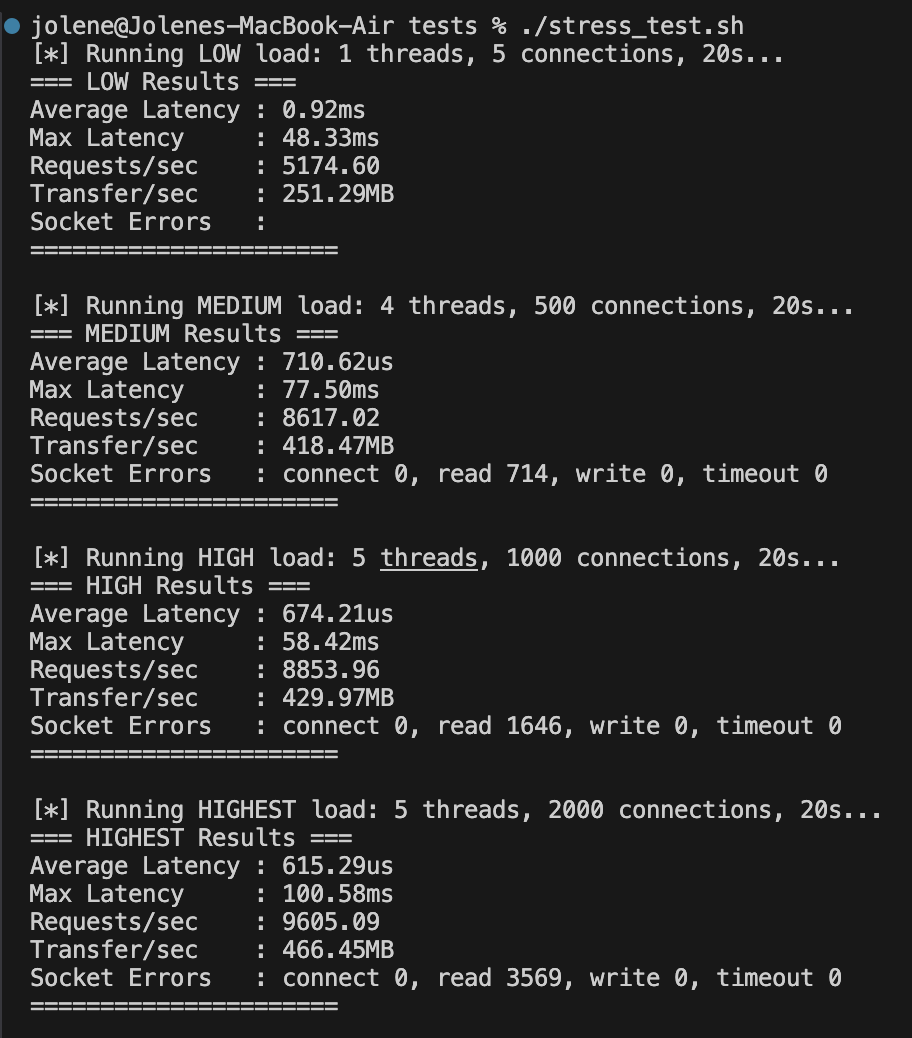 jolene@Jolenes-MacBook-Air tests % ./stress_test.sh
[*] Running LOW load: 1 threads, 5 connections, 20s...
=== LOW Results ===
Average Latency : 0.92ms
Max Latency     : 48.33ms
Requests/sec    : 5174.60
Transfer/sec    : 251.29MB
Socket Errors   :
======================
[*] Running MEDIUM load: 4 threads, 500 connections, 20s...
=== MEDIUM Results ===
Average Latency : 710.62us
Max Latency     : 77.50ms
Requests/sec    : 8617.02
Transfer/sec    : 418.47MB
Socket Errors   : connect 0, read 714, write 0, timeout 0
======================
[*] Running HIGH load: 5 threads, 1000 connections, 20s...
=== HIGH Results ===
Average Latency : 674.21us
Max Latency     : 58.42ms
Requests/sec    : 8853.96
Transfer/sec    : 429.97MB
Socket Errors   : connect 0, read 1646, write 0, timeout 0
======================
[*] Running HIGHEST load: 5 threads, 2000 connections, 20s...
=== HIGHEST Results ===
Average Latency : 615.29us
Max Latency     : 100.58ms
Requests/sec    : 9605.09
Transfer/sec    : 466.45MB
Socket Errors   : connect 0, read 3569, write 0, timeout 0
======================